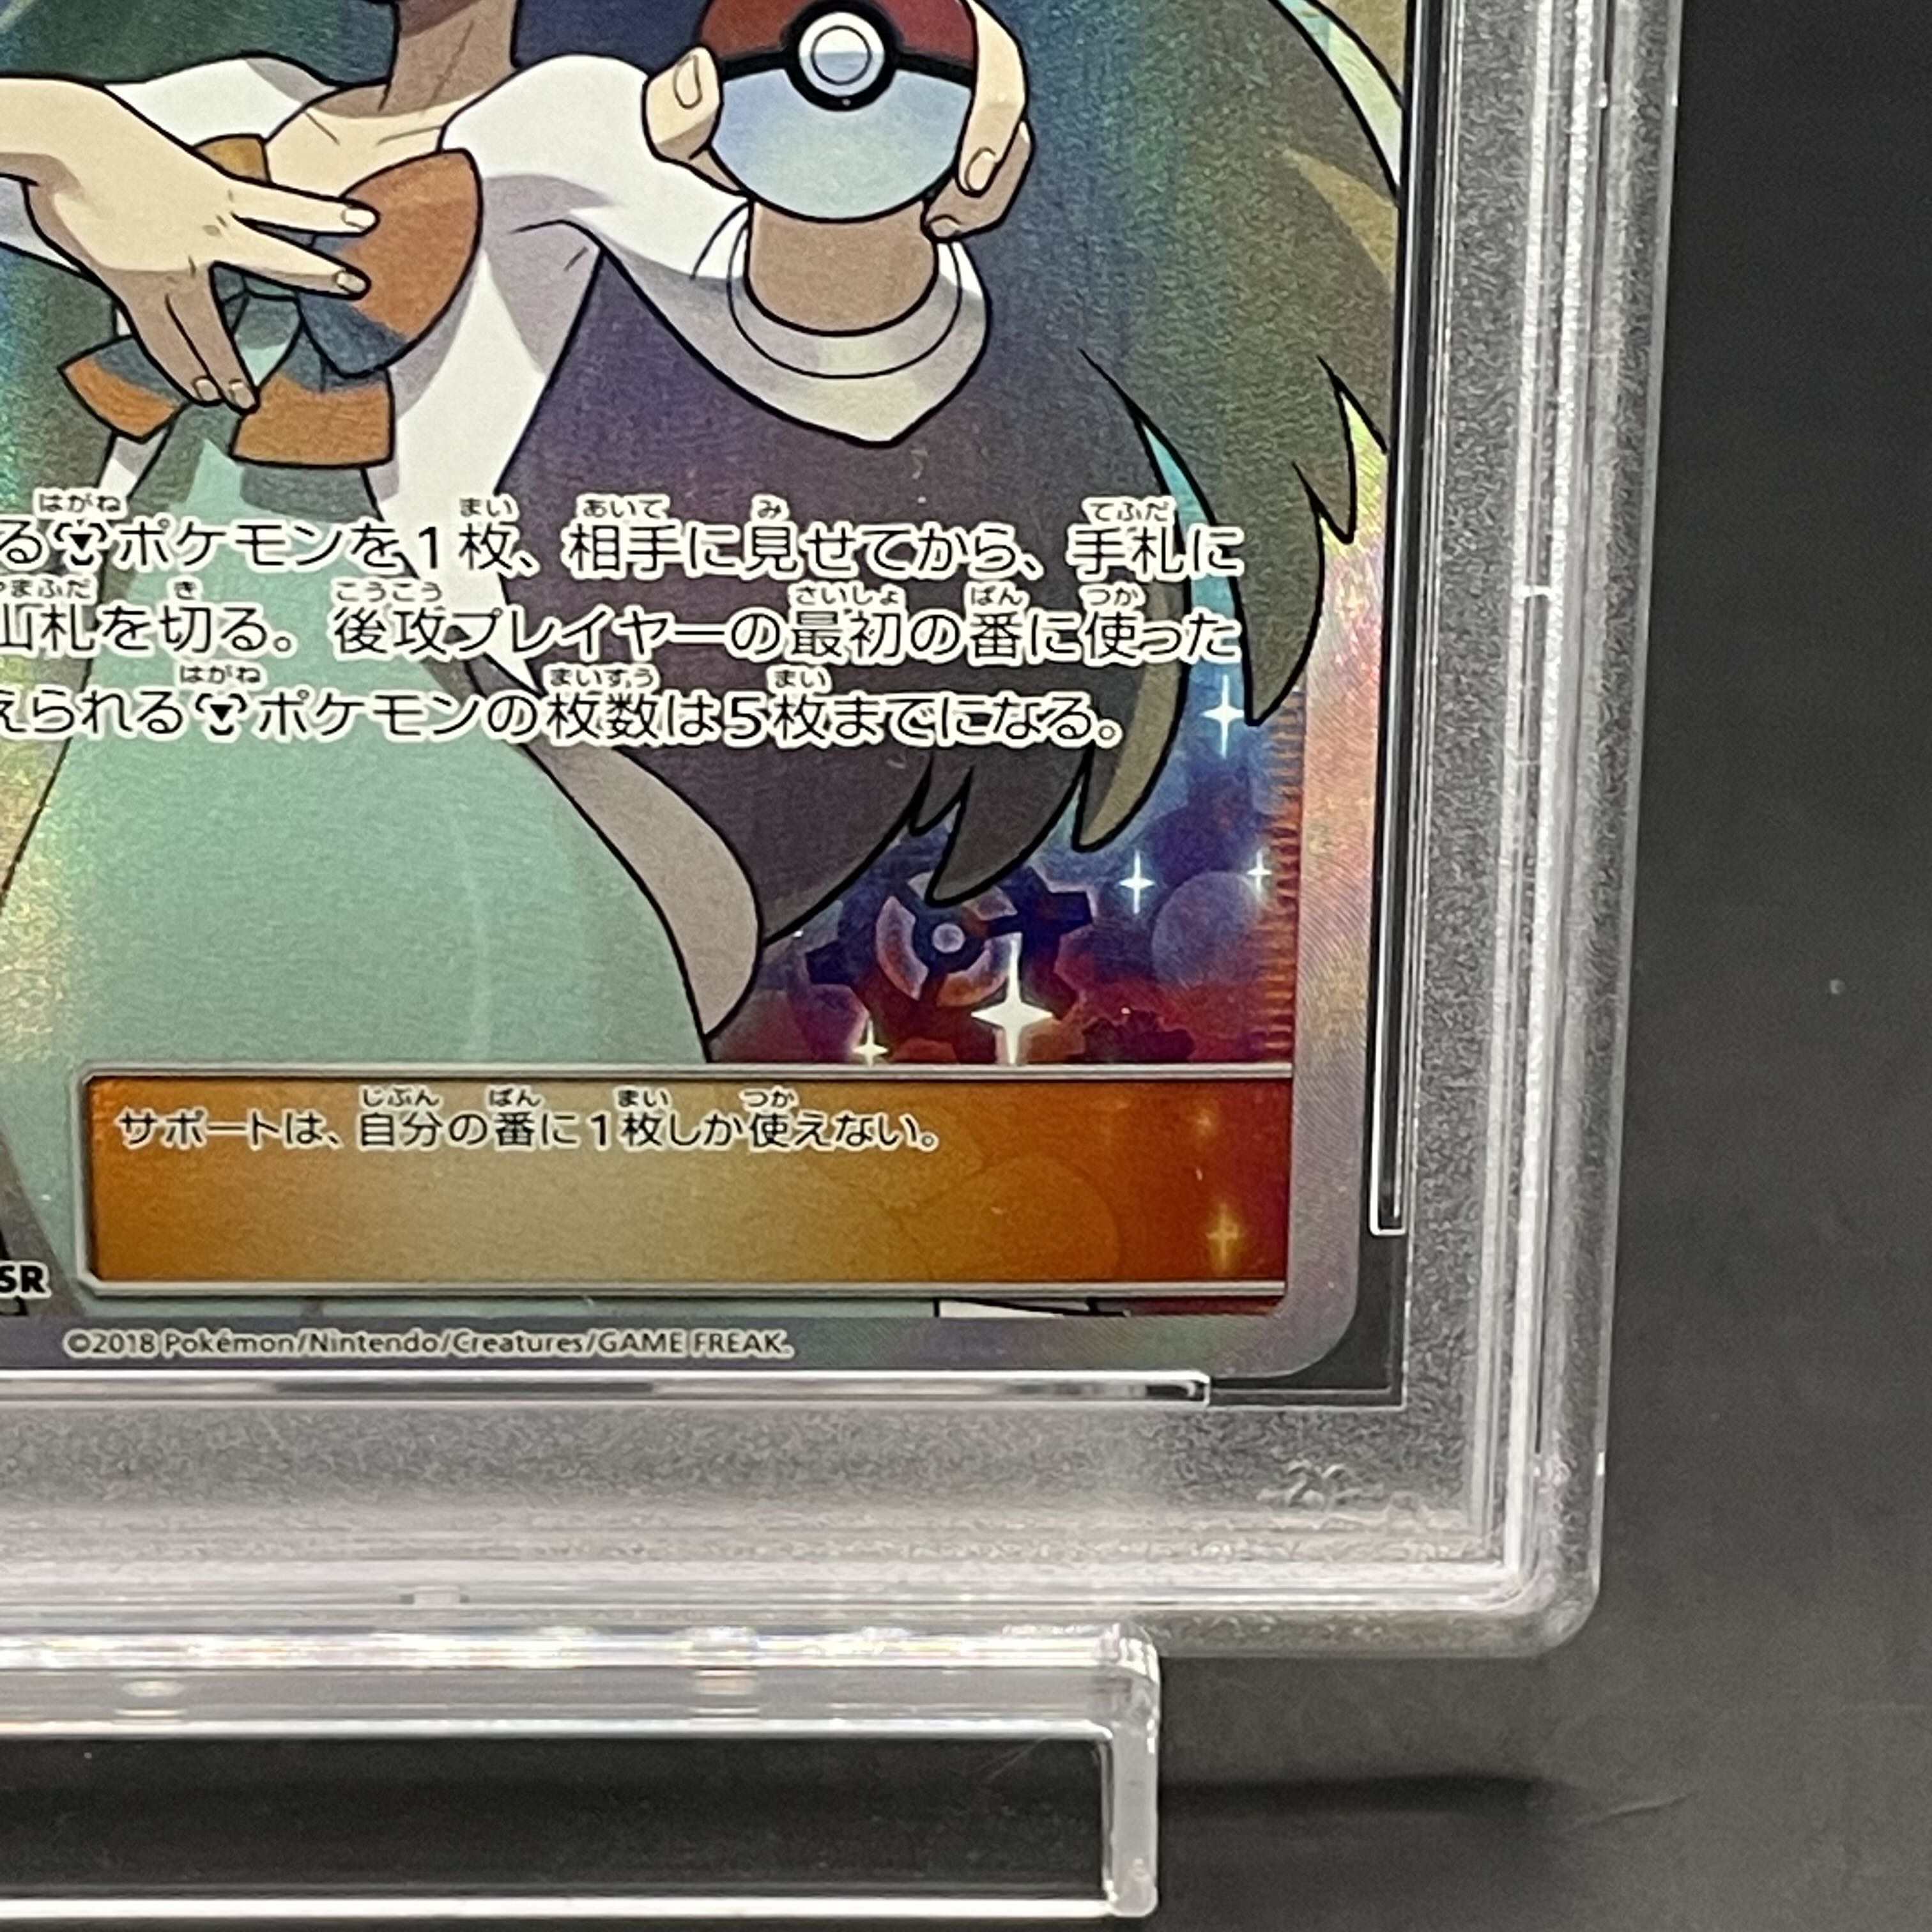 る ポケモンを1枚、相手に見せてから、手札に
山札を切る。後攻プレイヤーの最初の番に使った
えられる ポケモンの枚数は5枚までになる。
サポートは、自分の番に1枚しか使えない。
SR
©2018 Pokémon/Nintendo/Creatures/GAME FREAK.